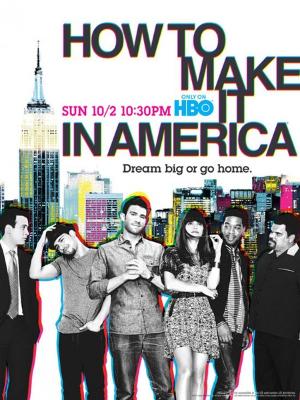 HOW TO
MAKE
IT
IN AMERICA
SUN 10/2 10:30PM
ONLY ON
HBO
Dream big or go home.